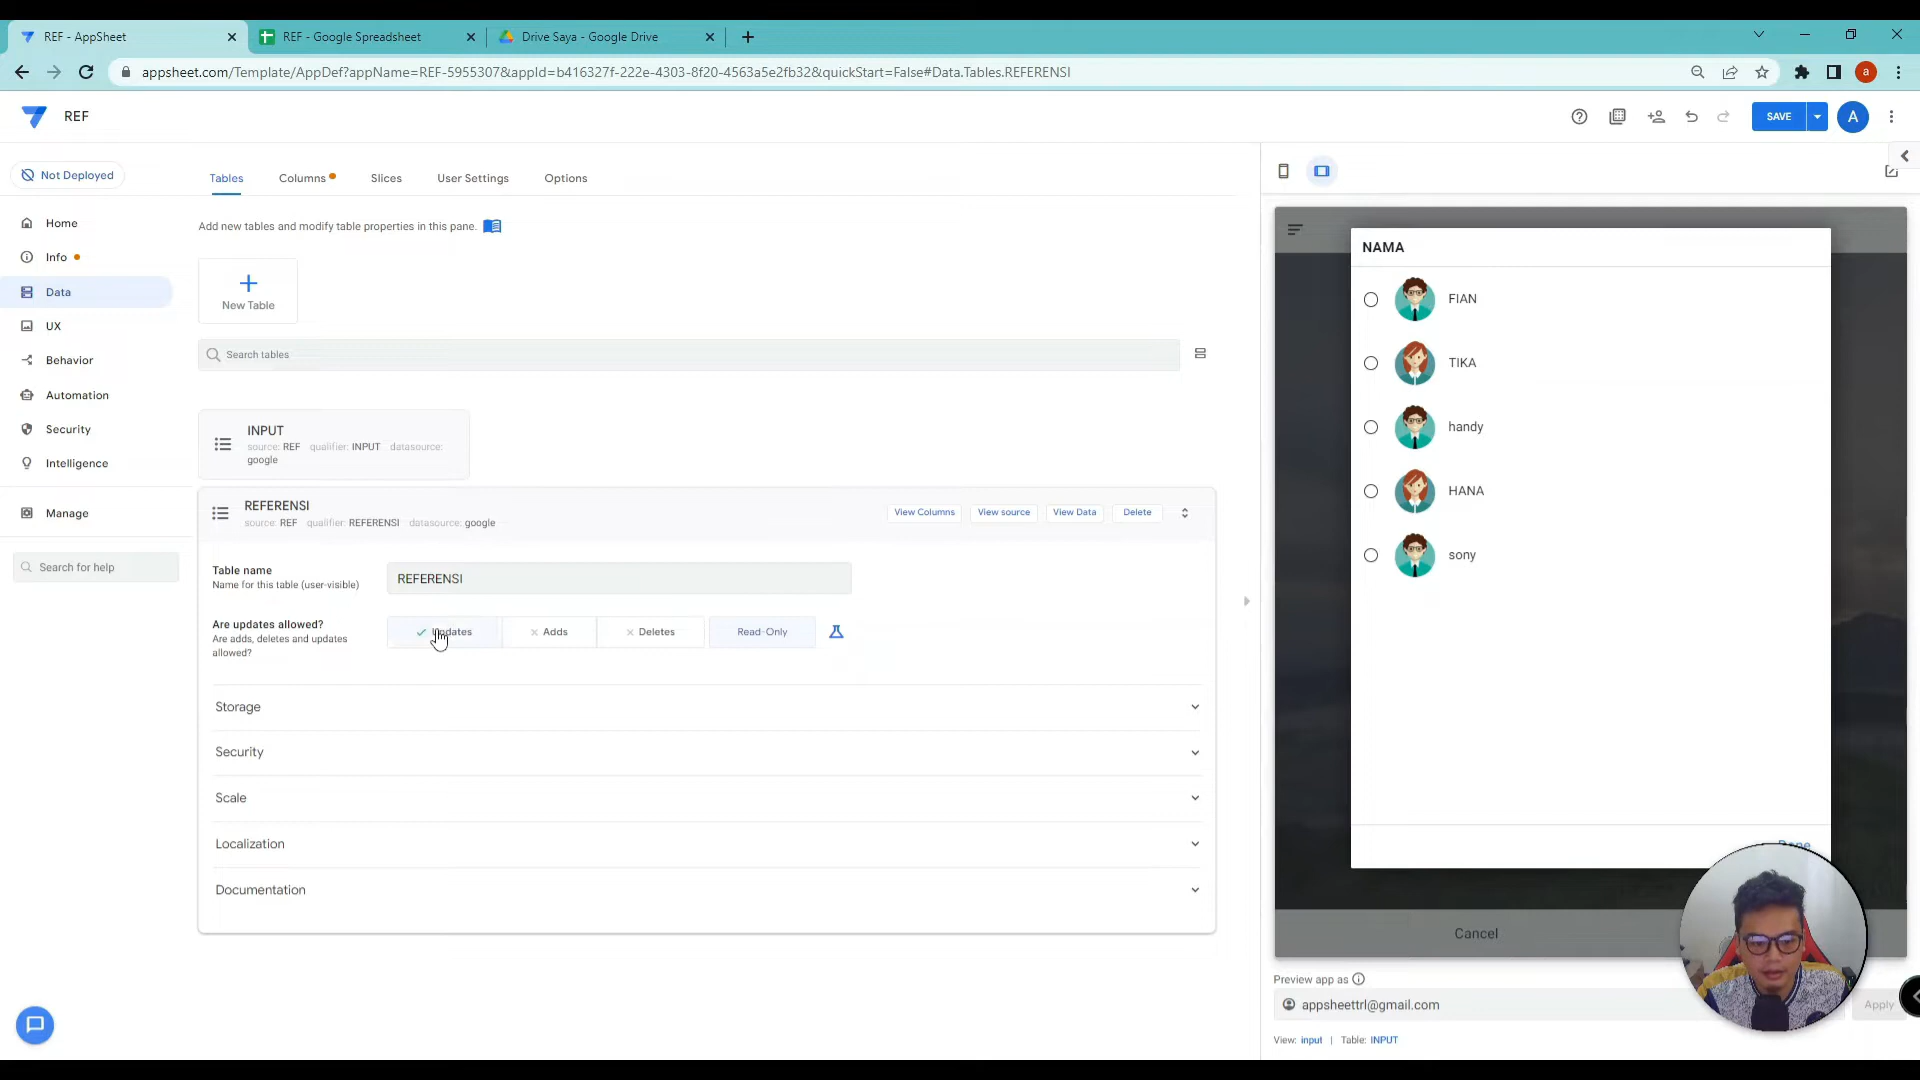 REF - AppSheet
REF - Google Spreadsheet
Drive Saya - Google Drive
appsheet.com/Template/AppDef?appName=REF-5955307&appId=b416327f-222e-4303-8f20-4563a5e2fb32&quickStart=False#Data.Tables.REFERENSI
a
REF
SAVE
A
Not Deployed
Home
Info
Data
UX
Behavior
Automation
Security
Intelligence
Manage
Search for help
Tables Columns Slices User Settings Options
Add new tables and modify table properties in this pane.
New Table
Search tables
INPUT
source: REF qualifier: INPUT datasource:
google
REFERENSI
source: REF qualifier: REFERENSI datasource: google
View Columns View source View Data Delete
Table name
Name for this table (user-visible)
REFERENSI
Are updates allowed?
Are adds, deletes and updates
allowed?
Updates Adds Deletes Read-Only
Storage
Security
Scale
Localization
Documentation
NAMA
FIAN
TIKA
handy
HANA
sony
Done
Cancel
Preview app as
appsheettrl@gmail.com
Apply
View: input | Table: INPUT